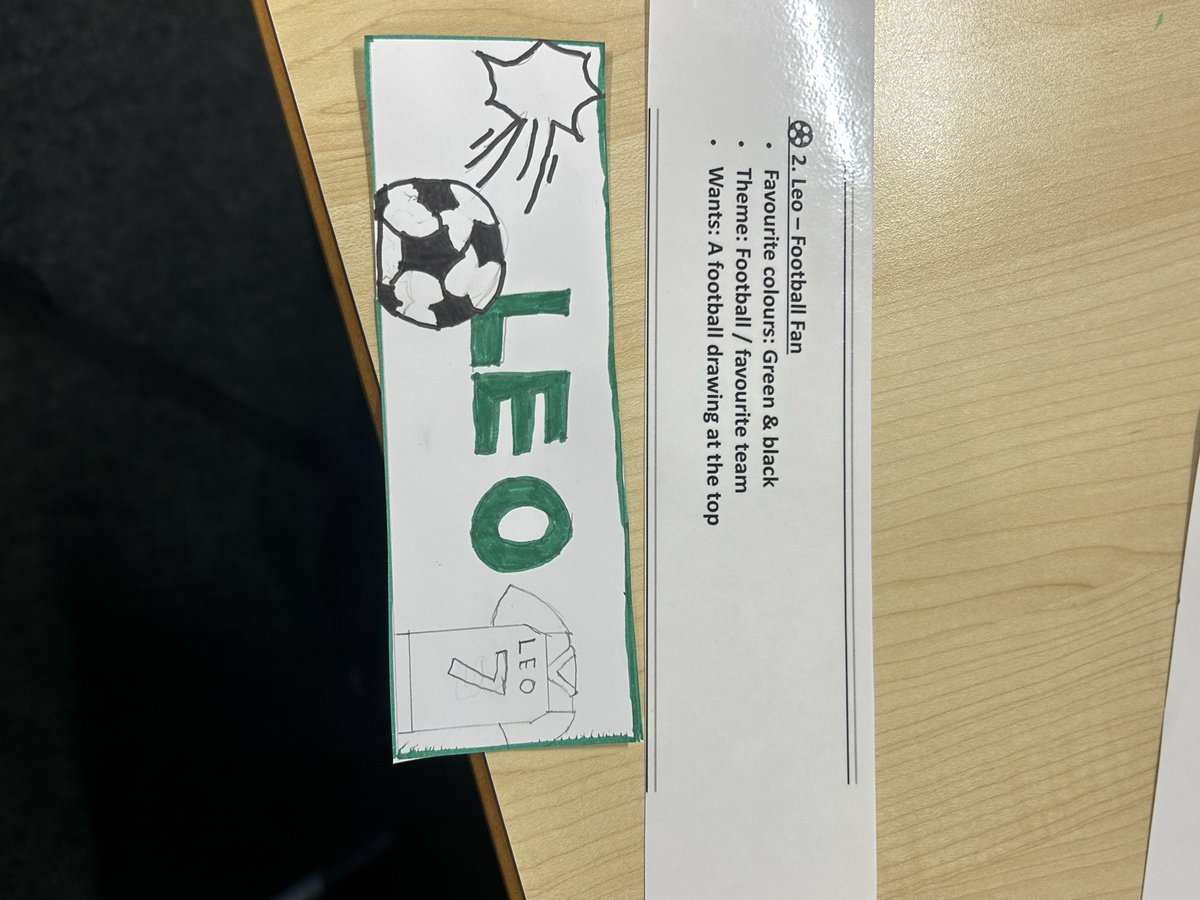 2. Leo – Football Fan
• Favourite colours: Green & black
• Theme: Football / favourite team
• Wants: A football drawing at the top
LEO
LEO
7